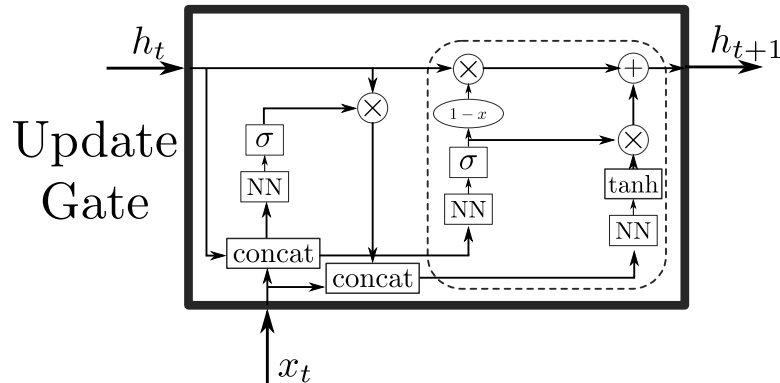 h_t
h_{t+1}
×
+
×
1 − x
σ
×
Update
Gate
σ
NN
tanh
NN
NN
concat
concat
x_t